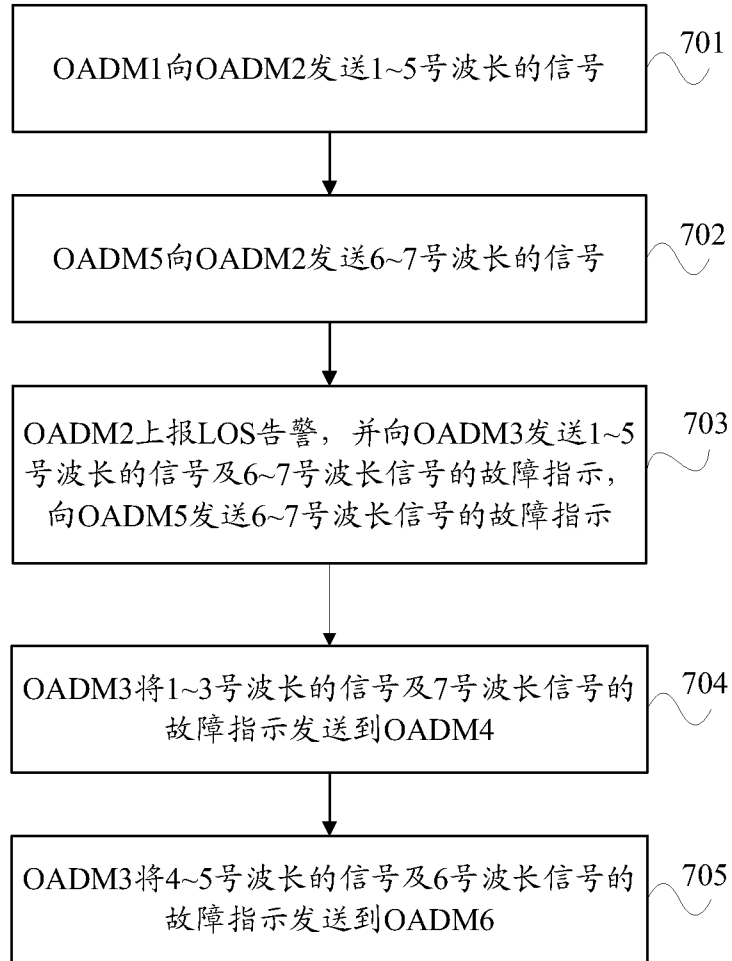 OADM1向OADM2发送1~5号波长的信号
701
OADM5向OADM2发送6~7号波长的信号
702
OADM2上报LOS告警，并向OADM3发送1~5
号波长的信号及6~7号波长信号的故障指示，
向OADM5发送6~7号波长信号的故障指示
703
OADM3将1~3号波长的信号及7号波长信号的
故障指示发送到OADM4
704
OADM3将4~5号波长的信号及6号波长信号的
故障指示发送到OADM6
705